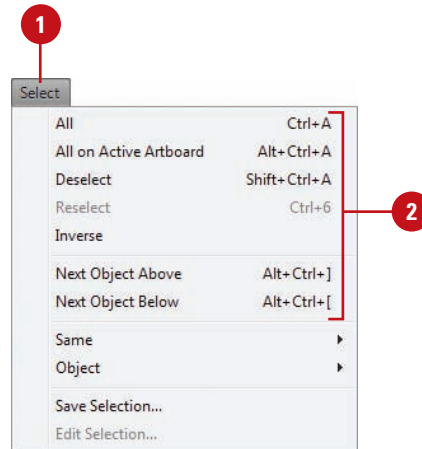 1
Select
All Ctrl+A
All on Active Artboard Alt+Ctrl+A
Deselect Shift+Ctrl+A
Reselect Ctrl+6
Inverse
2
Next Object Above Alt+Ctrl+]
Next Object Below Alt+Ctrl+[
Same
Object
Save Selection...
Edit Selection...